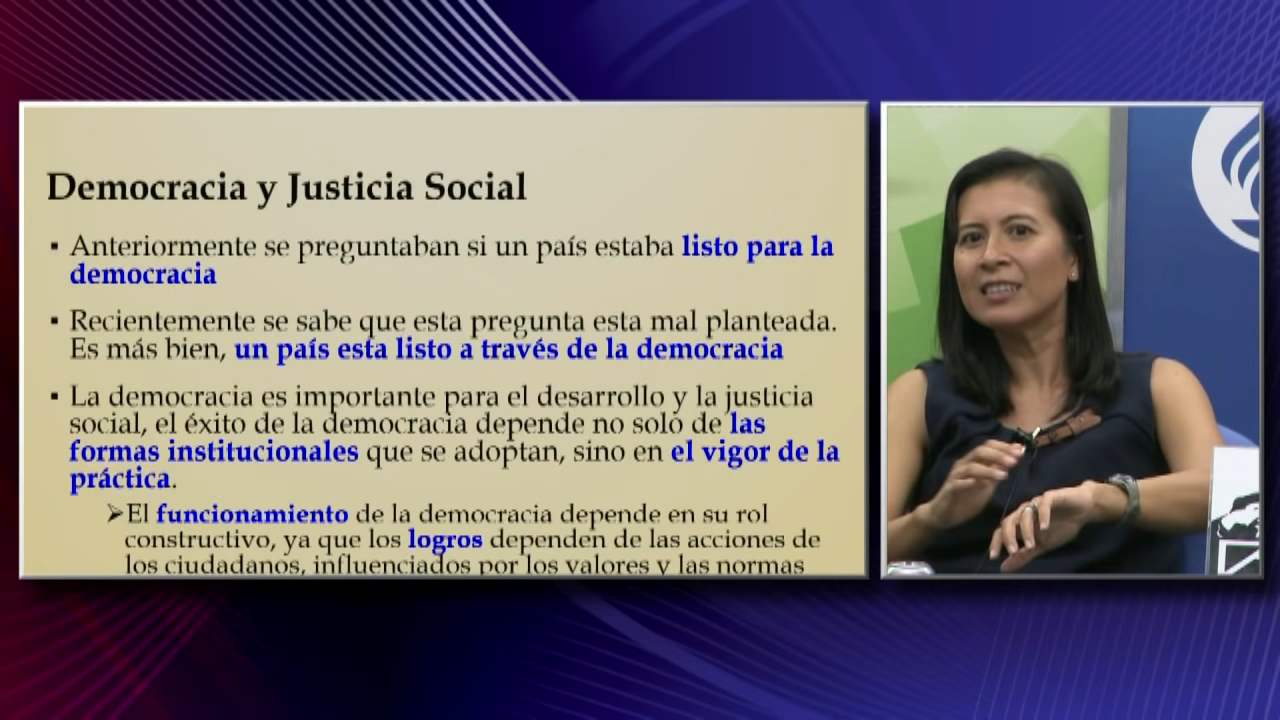 Democracia y Justicia Social
▪ Anteriormente se preguntaban si un país estaba listo para la
democracia
▪ Recientemente se sabe que esta pregunta esta mal planteada.
Es más bien, un país esta listo a través de la democracia
▪ La democracia es importante para el desarrollo y la justicia
social, el éxito de la democracia depende no solo de las
formas institucionales que se adoptan, sino en el vigor de la
práctica.
➢El funcionamiento de la democracia depende en su rol
constructivo, ya que los logros dependen de las acciones de
los ciudadanos, influenciados por los valores y las normas